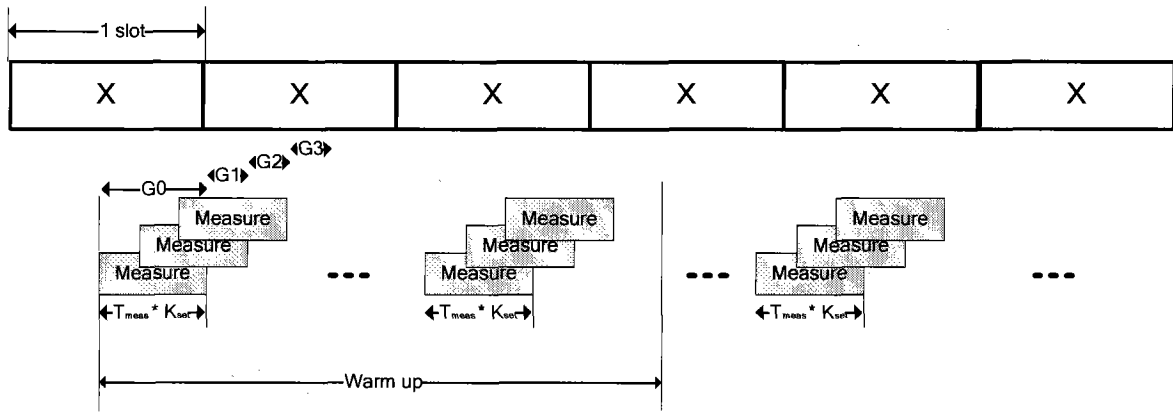 1 slot
X X X X X X
G3
G2
G1
G0
Measure Measure Measure
Measure Measure Measure
Measure Measure Measure
Tmeas * Kset Tmeas * Kset Tmeas * Kset
Warm up